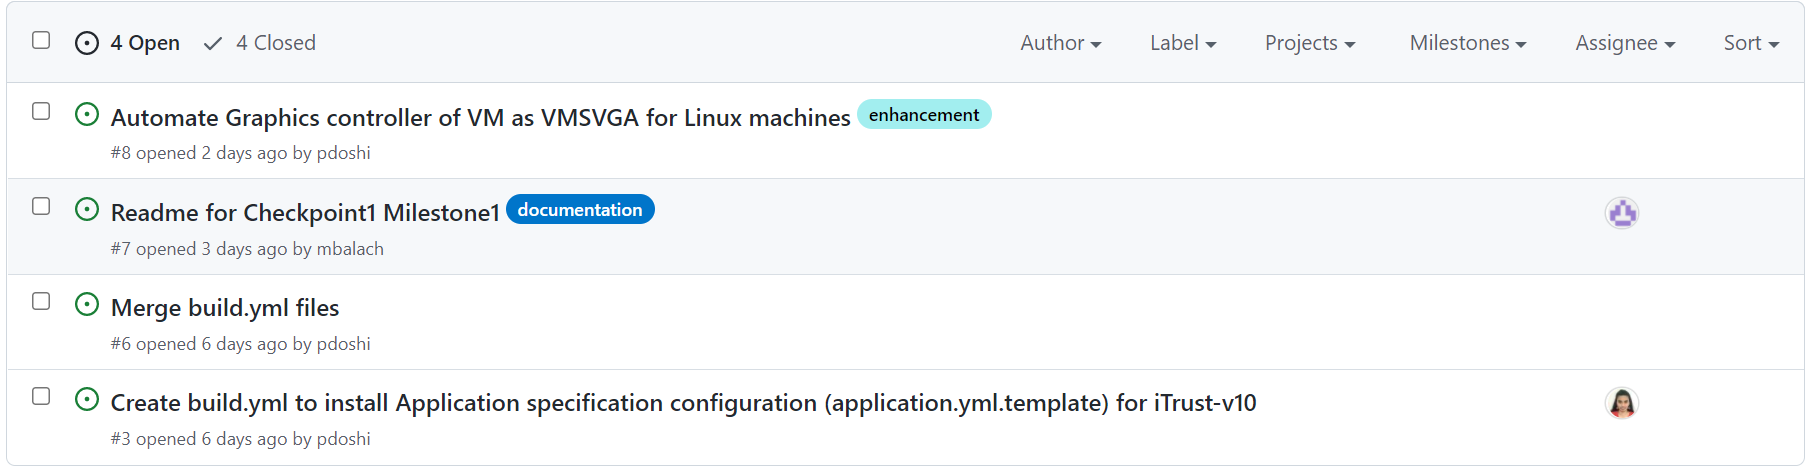 4 Open 4 Closed Author Label Projects Milestones Assignee Sort
Automate Graphics controller of VM as VMSVGA for Linux machines enhancement
#8 opened 2 days ago by pdoshi
Readme for Checkpoint1 Milestone1 documentation
#7 opened 3 days ago by mbalach
Merge build.yml files
#6 opened 6 days ago by pdoshi
Create build.yml to install Application specification configuration (application.yml.template) for iTrust-v10
#3 opened 6 days ago by pdoshi